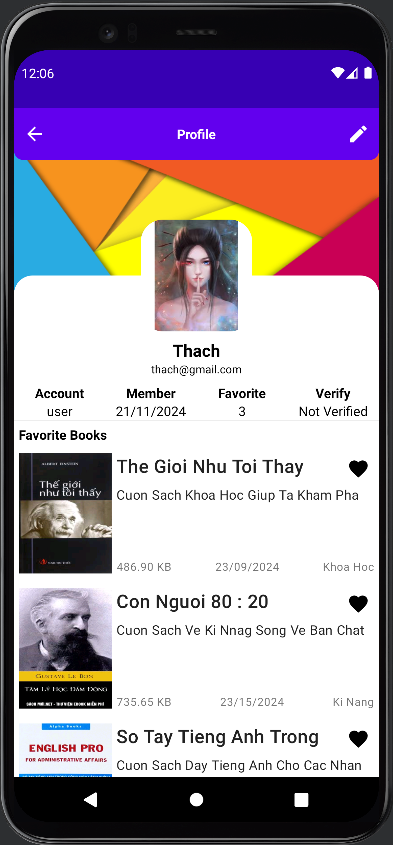 12:06
Profile
Thach
thach@gmail.com
Account Member Favorite Verify
user 21/11/2024 3 Not Verified
Favorite Books
ALBERT EINSTEIN
Thế giới
như tôi thấy
The Gioi Nhu Toi Thay
Cuon Sach Khoa Hoc Giup Ta Kham Pha
486.90 KB 23/09/2024 Khoa Hoc
GUSTAVE LE BON
TÂM LÝ HỌC ĐÁM ĐÔNG
Con Nguoi 80 : 20
Cuon Sach Ve Ki Nnag Song Ve Ban Chat
735.65 KB 23/15/2024 Ki Nang
Alpha Books
ENGLISH PRO
FOR ADMINISTRATIVE AFFAIRS
So Tay Tieng Anh Trong
Cuon Sach Day Tieng Anh Cho Cac Nhan